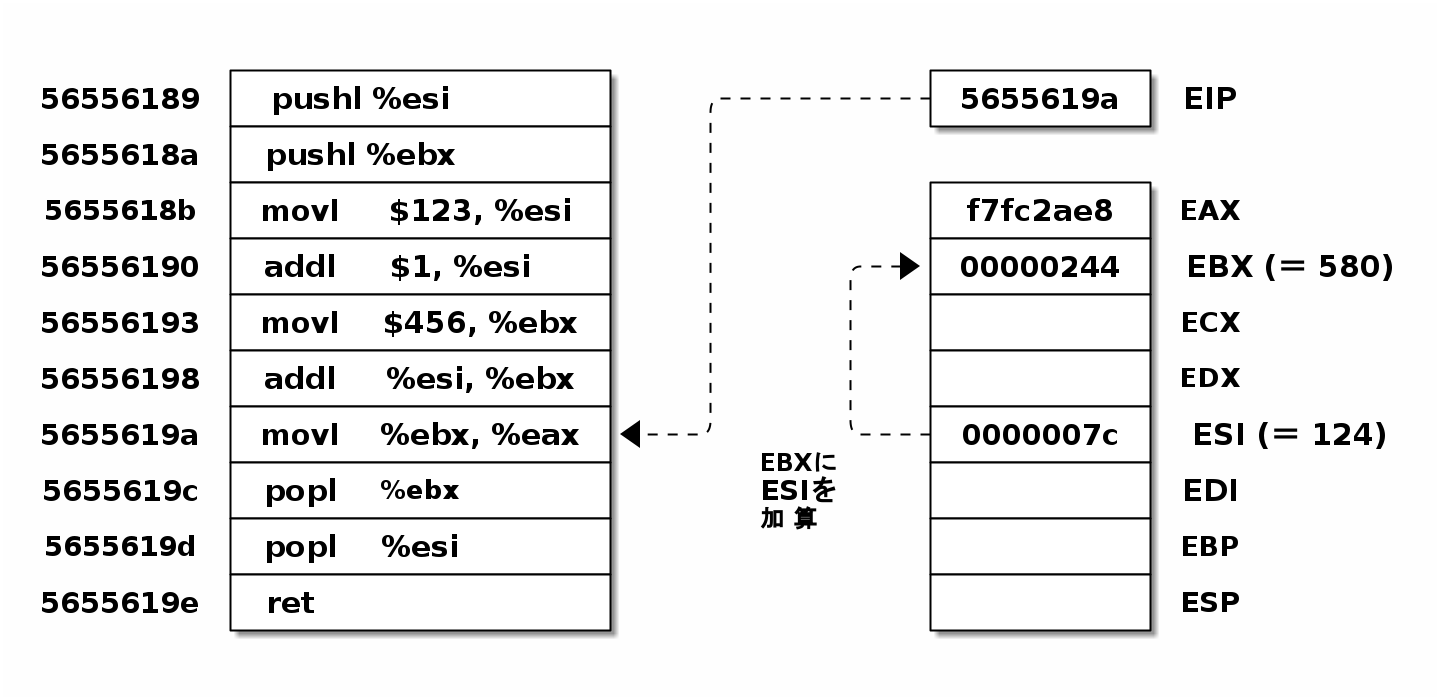 56556189 pushl %esi 5655619a EIP
5655618a pushl %ebx
5655618b movl $123, %esi f7fc2ae8 EAX
56556190 addl $1, %esi 00000244 EBX (= 580)
56556193 movl $456, %ebx ECX
56556198 addl %esi, %ebx EDX
5655619a movl %ebx, %eax 0000007c ESI (= 124)
EBXに
5655619c popl %ebx ESIを EDI
加 算
5655619d popl %esi EBP
5655619e ret ESP